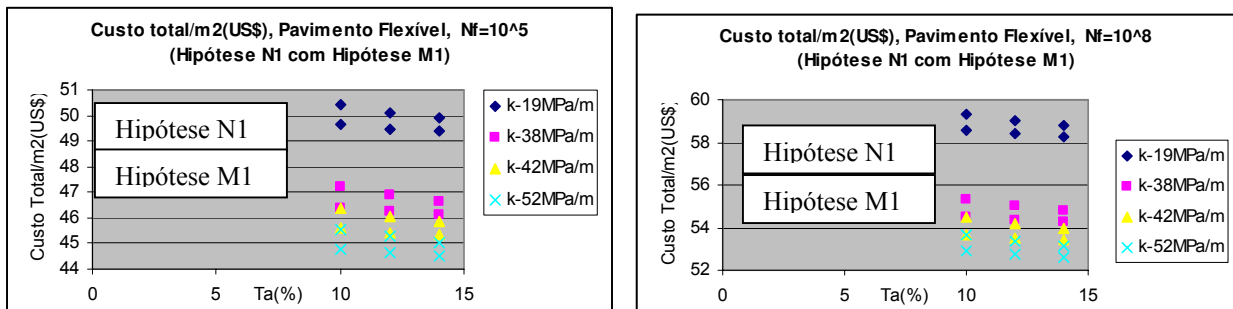 Custo total/m2(US$), Pavimento Flexível, Nf=10^5
(Hipótese N1 com Hipótese M1)
Custo Total/m2(US$)
51
50
49
48
47
46
45
44
0
5
10
15
Ta(%)
Hipótese N1
Hipótese M1
k-19MPa/m
k-38MPa/m
k-42MPa/m
k-52MPa/m
Custo total/m2(US$), Pavimento Flexível, Nf=10^8
(Hipótese N1 com Hipótese M1)
Custo Total/m2(US$)
60
58
56
54
52
0
5
10
15
Ta(%)
Hipótese N1
Hipótese M1
k-19MPa/m
k-38MPa/m
k-42MPa/m
k-52MPa/m